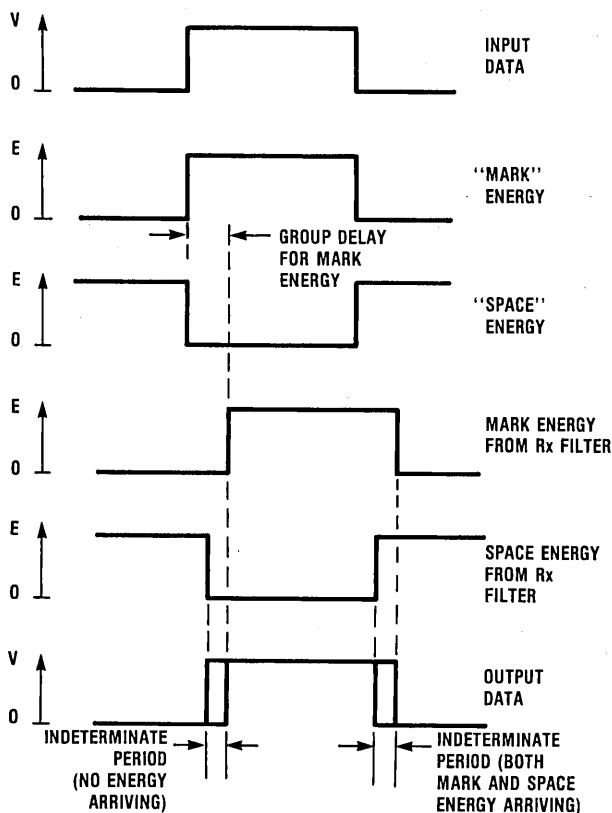 V
0
INPUT
DATA
E
0
"MARK"
ENERGY
GROUP DELAY
FOR MARK
ENERGY
E
0
"SPACE"
ENERGY
E
0
MARK ENERGY
FROM Rx FILTER
E
0
SPACE ENERGY
FROM Rx
FILTER
V
0
OUTPUT
DATA
INDETERMINATE
PERIOD
(NO ENERGY
ARRIVING)
INDETERMINATE
PERIOD (BOTH
MARK AND SPACE
ENERGY ARRIVING)